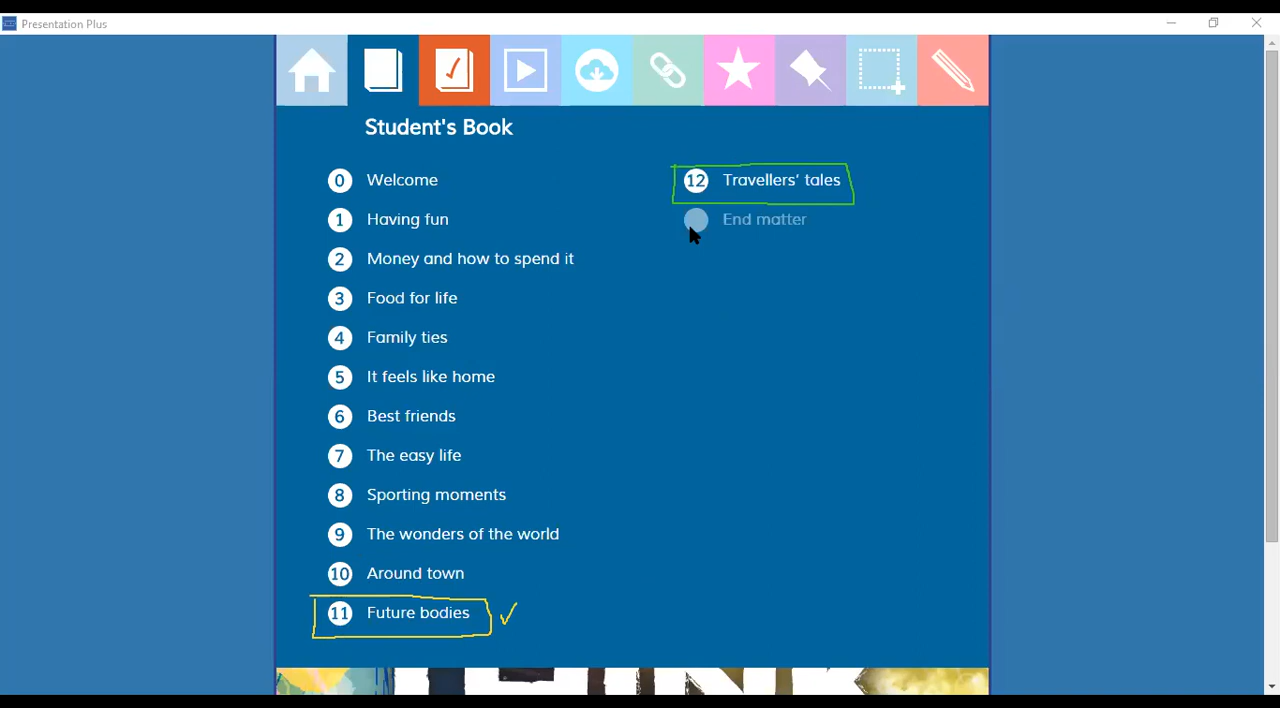 Presentation Plus
Student's Book
0 Welcome
1 Having fun
2 Money and how to spend it
3 Food for life
4 Family ties
5 It feels like home
6 Best friends
7 The easy life
8 Sporting moments
9 The wonders of the world
10 Around town
11 Future bodies
12 Travellers' tales
End matter